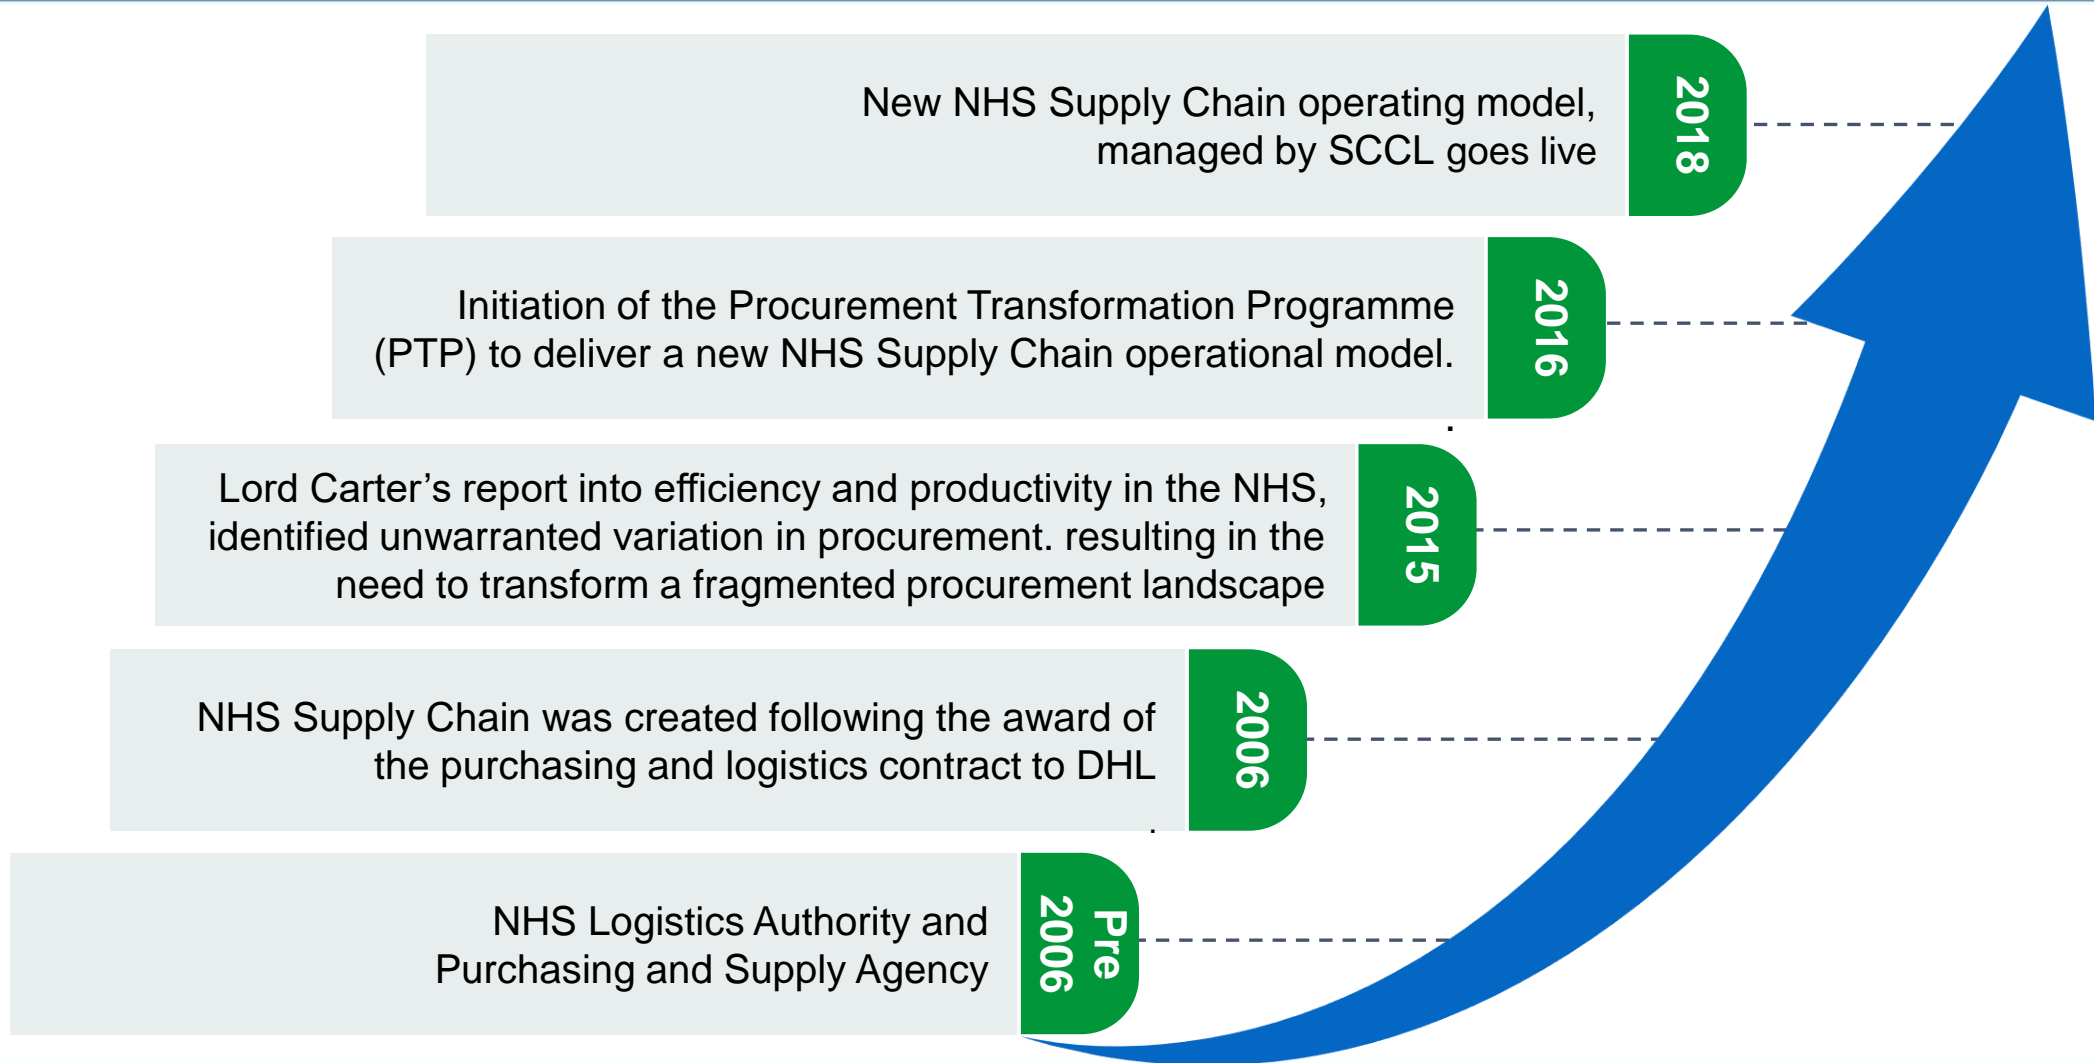 New NHS Supply Chain operating model,
managed by SCCL goes live
2018
Initiation of the Procurement Transformation Programme
(PTP) to deliver a new NHS Supply Chain operational model.
.
2016
Lord Carter’s report into efficiency and productivity in the NHS,
identified unwarranted variation in procurement. resulting in the
need to transform a fragmented procurement landscape
2015
NHS Supply Chain was created following the award of
the purchasing and logistics contract to DHL
.
2006
NHS Logistics Authority and
Purchasing and Supply Agency
Pre
2006